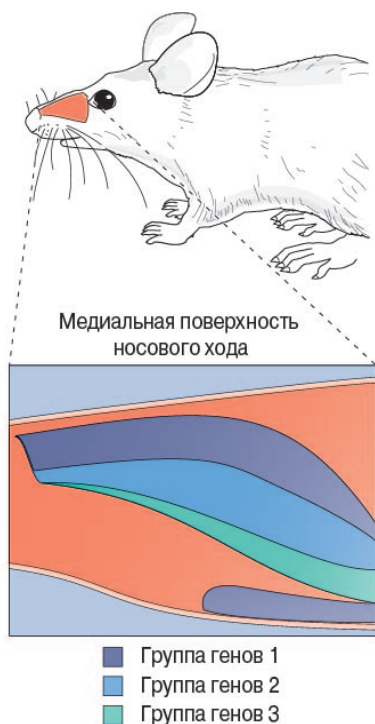 Медиальная поверхность
носового хода
Группа генов 1
Группа генов 2
Группа генов 3